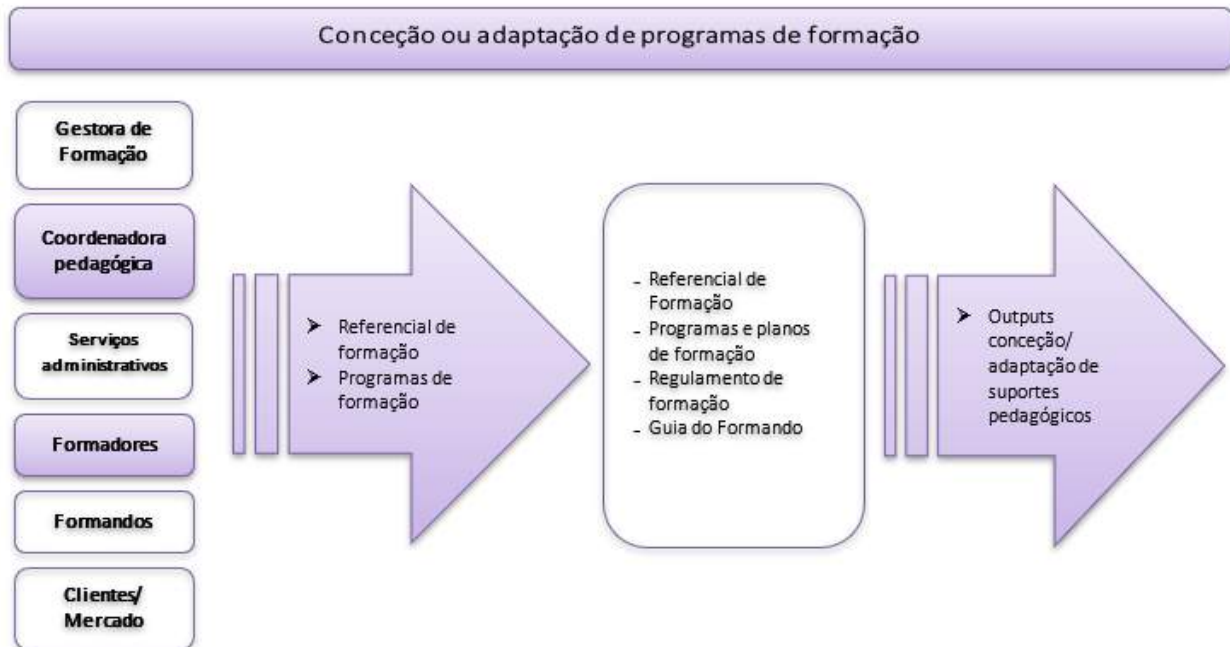 Conceção ou adaptação de programas de formação
Gestora de
Formação
Coordenadora
pedagógica
Serviços
administrativos
Formadores
Formandos
Clientes/
Mercado
➤ Referencial de
formação
➤ Programas de
formação
- Referencial de
Formação
- Programas e planos
de formação
- Regulamento de
formação
- Guia do Formando
➤ Outputs
conceção/
adaptação de
suportes
pedagógicos